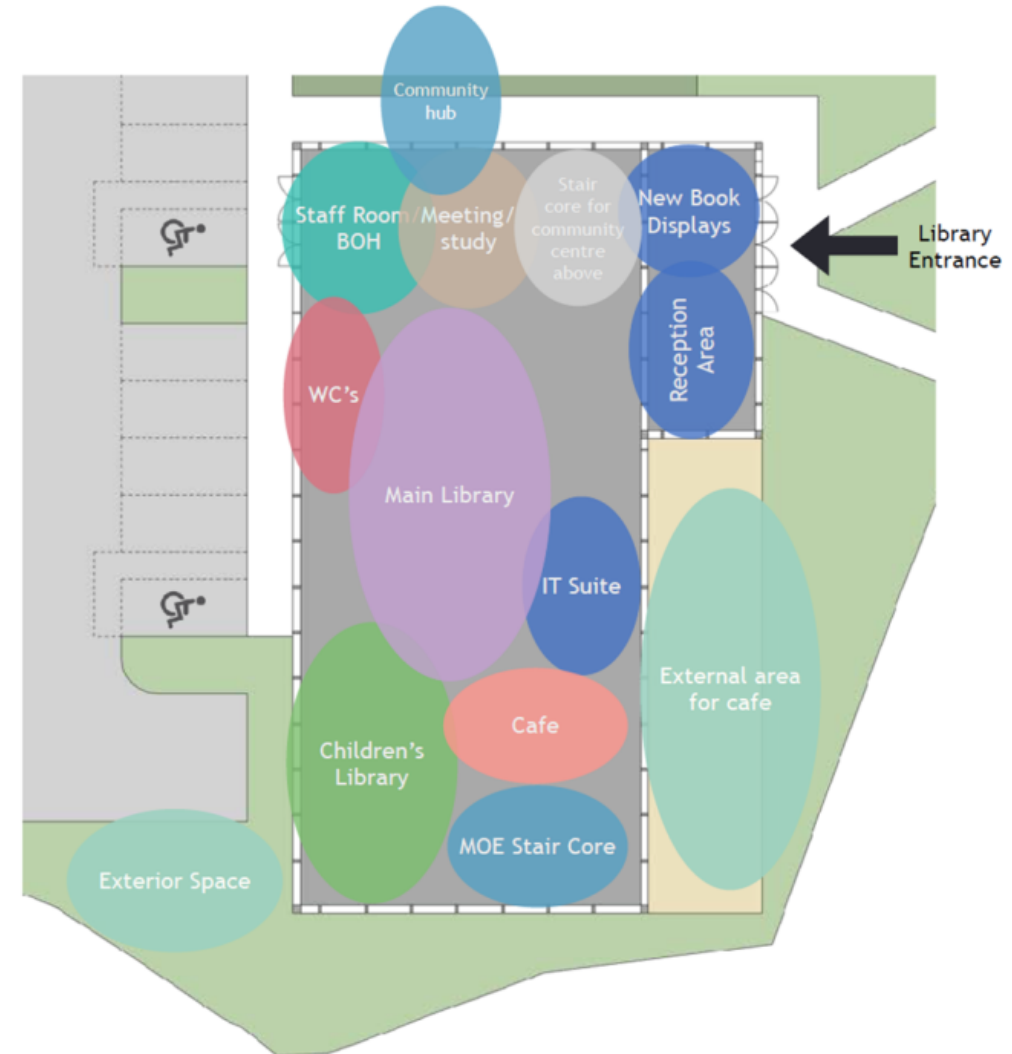 Community
hub
Staff Room/
BOH
Meeting/
study
Stair
core for
community
centre
above
New Book
Displays
Library
Entrance
Reception
Area
WC’s
Main Library
IT Suite
External area
for cafe
Cafe
Children’s
Library
MOE Stair Core
Exterior Space